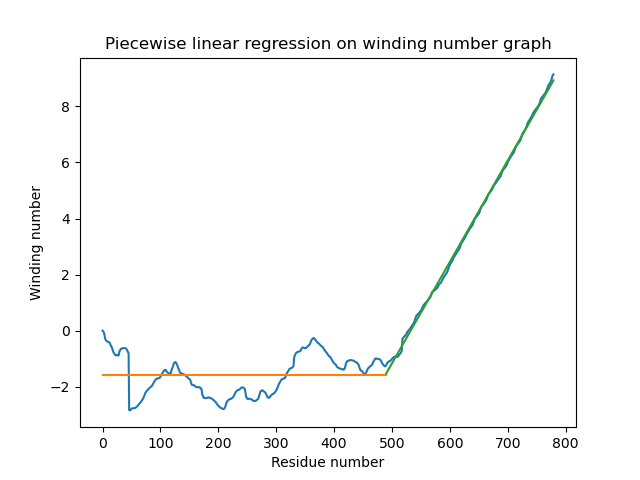 Piecewise linear regression on winding number graph
8
6
4
2
0
−2
Winding number
0 100 200 300 400 500 600 700 800
Residue number